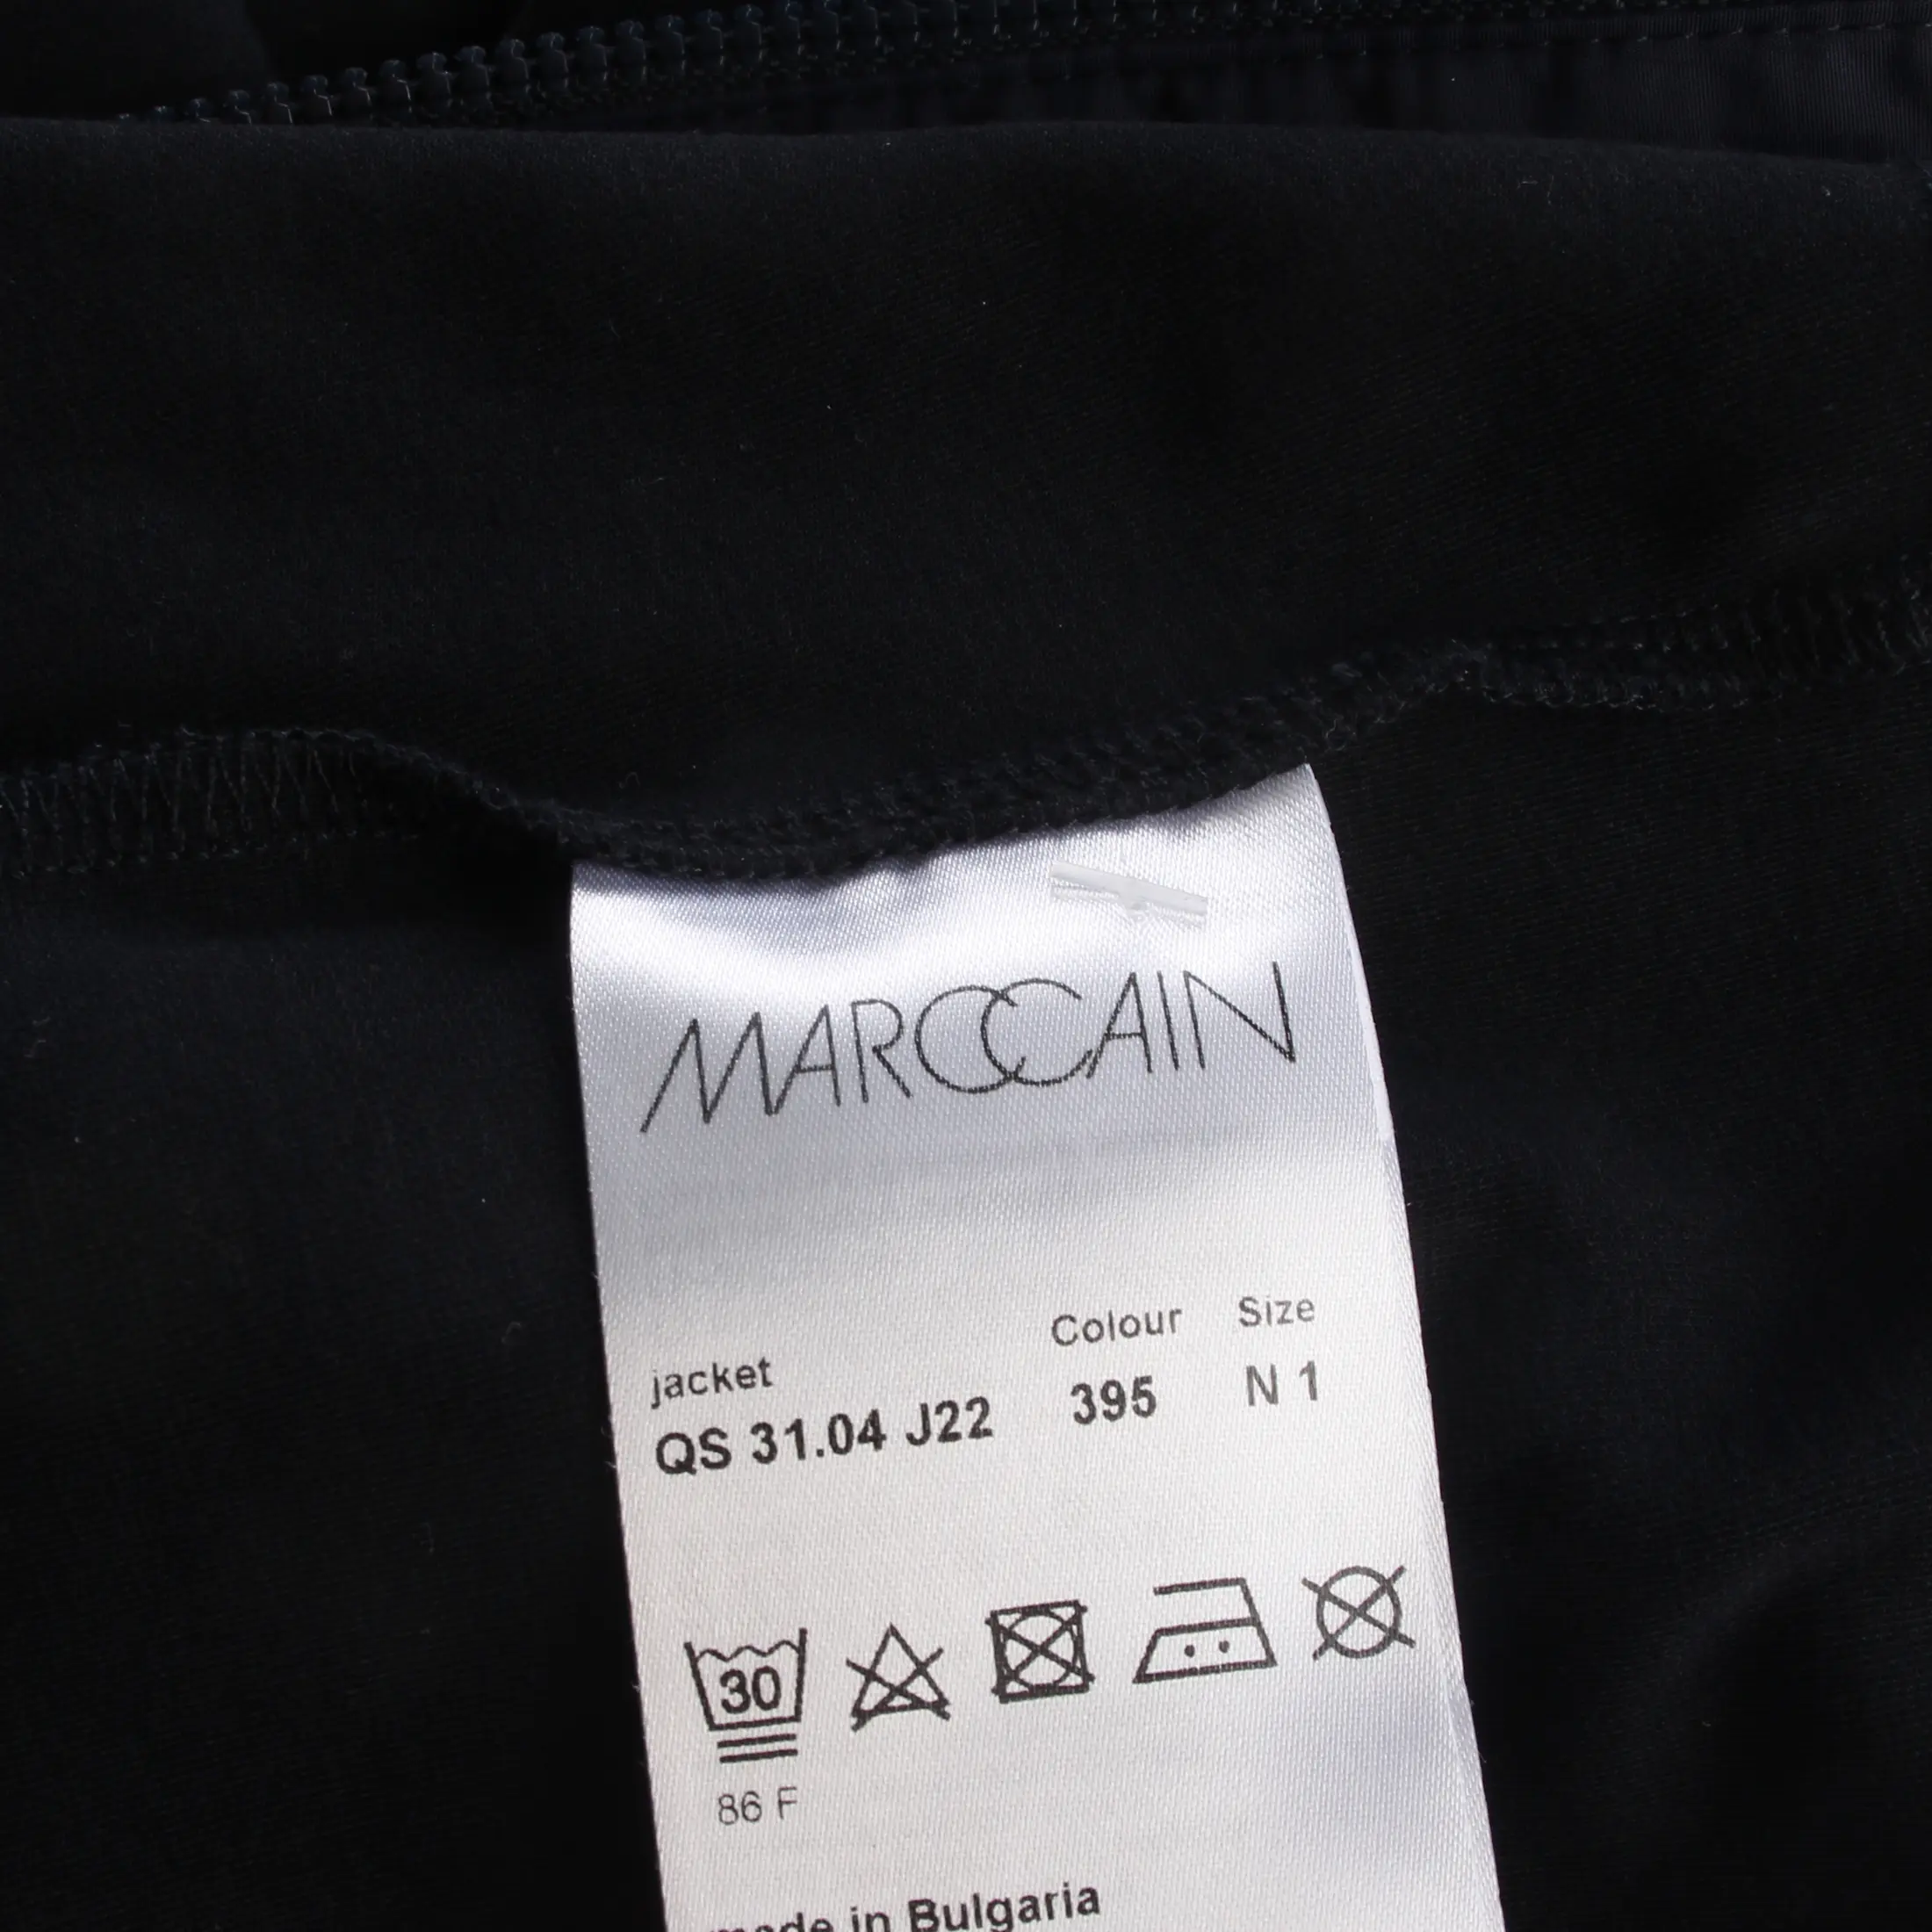 MARCCAIN
jacket Colour Size
QS 31.04 J22 395 N 1
30
86 F
made in Bulgaria